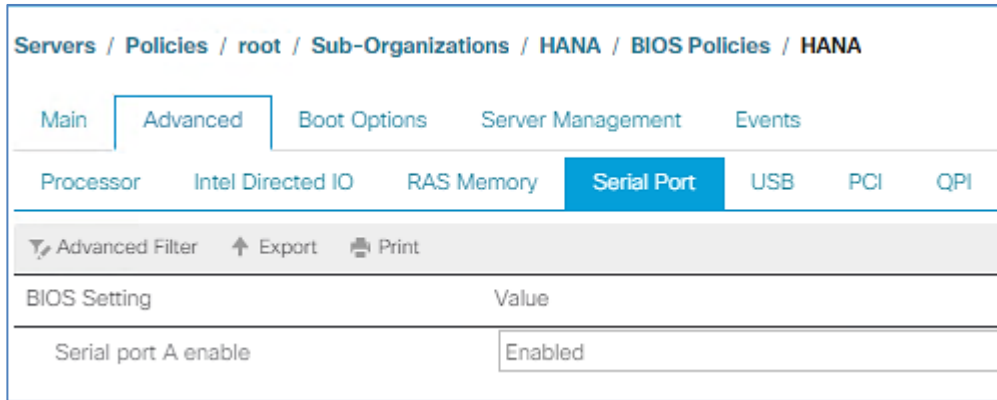 Servers / Policies / root / Sub-Organizations / HANA / BIOS Policies / HANA
Main Advanced Boot Options Server Management Events
Processor Intel Directed IO RAS Memory Serial Port USB PCI QPI
Advanced Filter Export Print
BIOS Setting Value
Serial port A enable Enabled